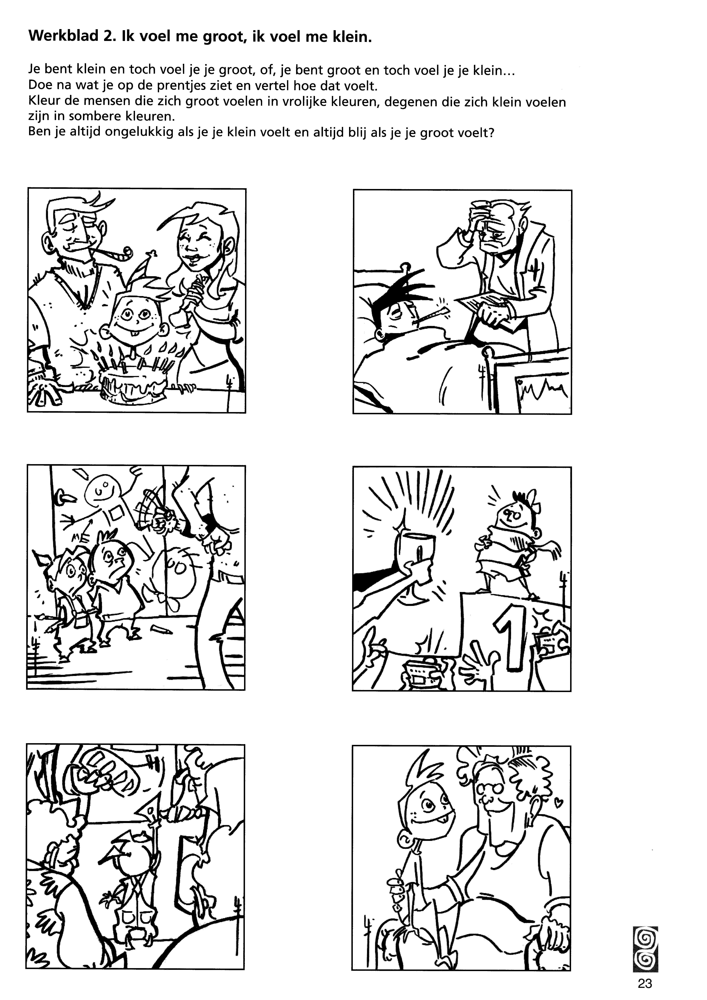 Werkblad 2. Ik voel me groot, ik voel me klein.
Je bent klein en toch voel je je groot, of, je bent groot en toch voel je je klein...
Doe na wat je op de prentjes ziet en vertel hoe dat voelt.
Kleur de mensen die zich groot voelen in vrolijke kleuren, degenen die zich klein voelen
zijn in sombere kleuren.
Ben je altijd ongelukkig als je je klein voelt en altijd blij als je je groot voelt?
ME
1
23